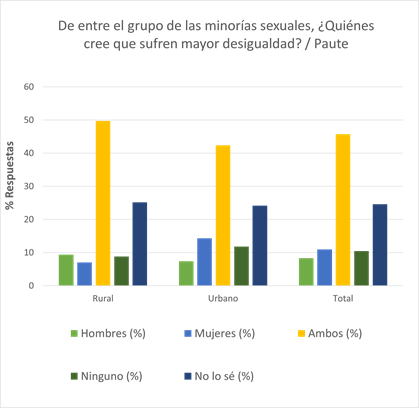 De entre el grupo de las minorías sexuales, ¿Quiénes
cree que sufren mayor desigualdad? / Paute
% Respuestas
60
50
40
30
20
10
0
Rural Urbano Total
Hombres (%) Mujeres (%) Ambos (%)
Ninguno (%) No lo sé (%)